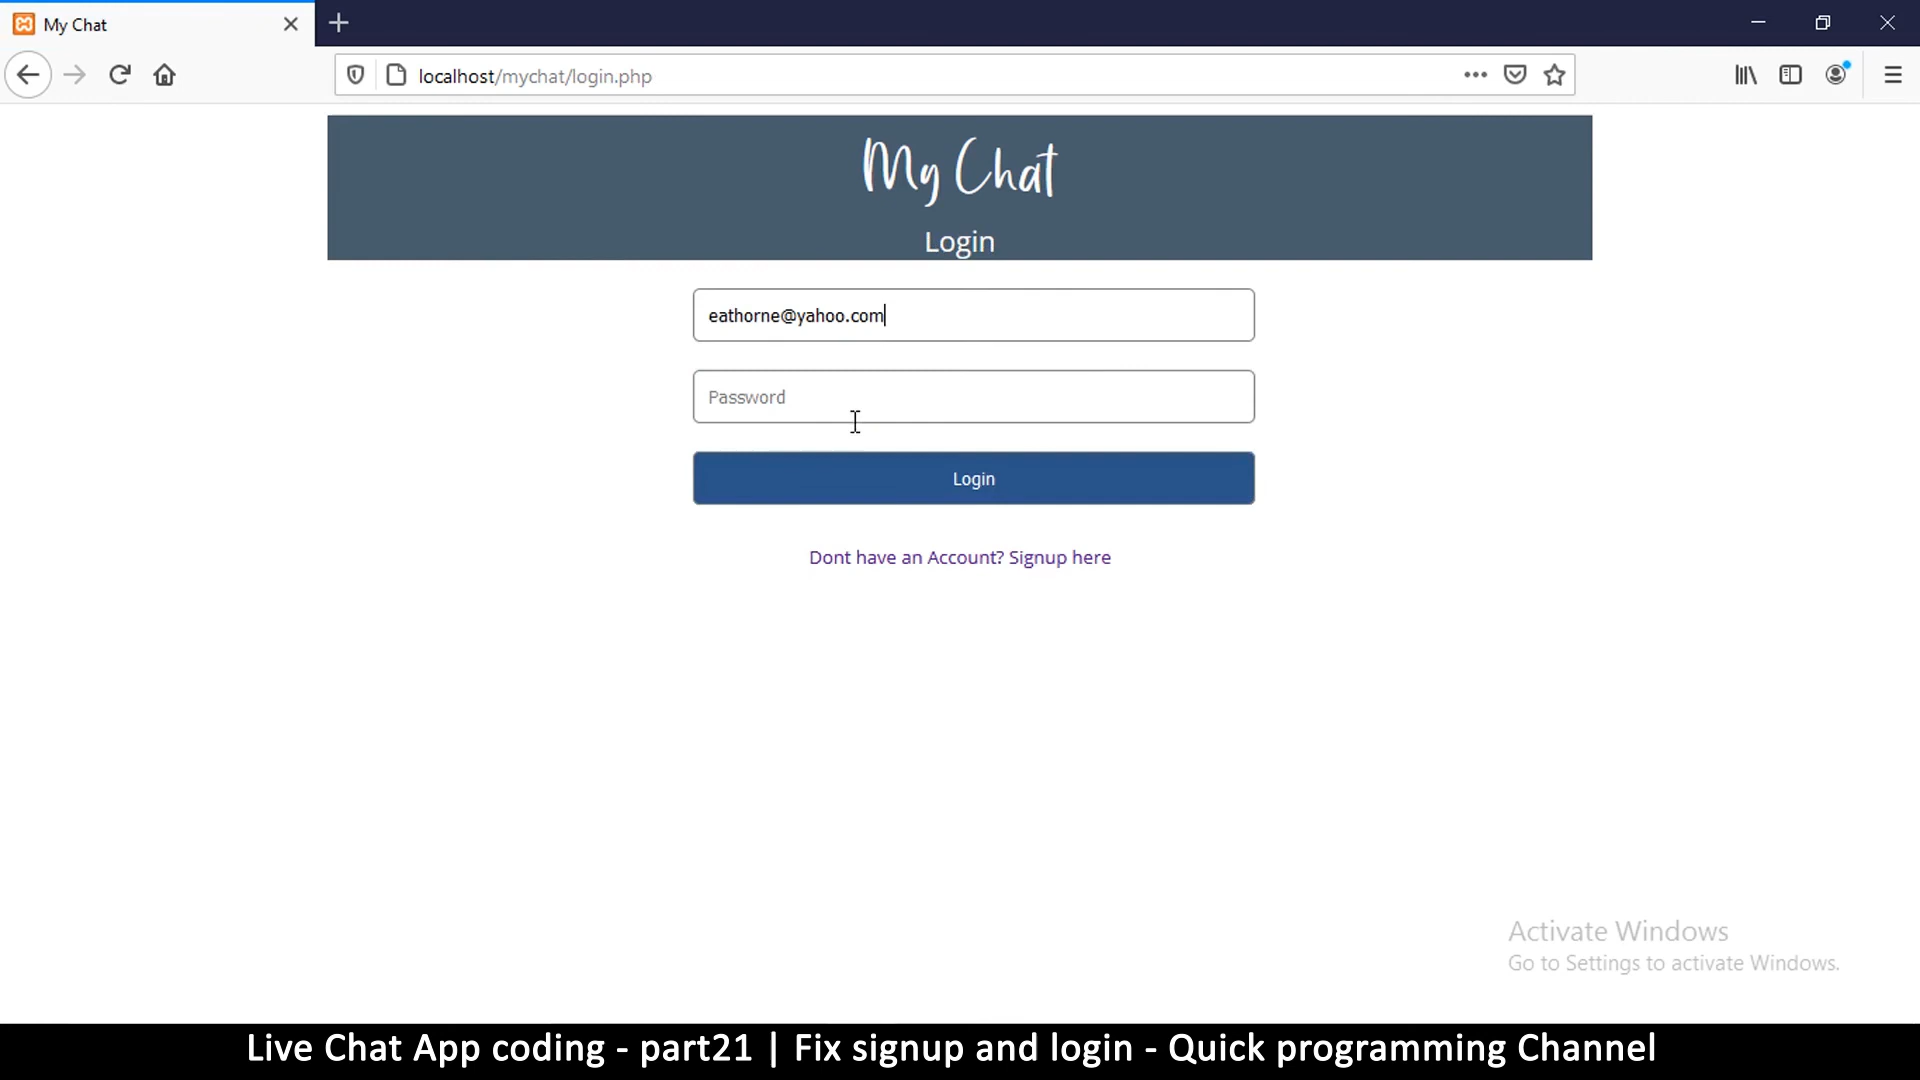 My Chat
localhost/mychat/login.php
My Chat
Login
eathorne@yahoo.com
Password
Login
Dont have an Account? Signup here
Activate Windows
Go to Settings to activate Windows.
Live Chat App coding - part21 | Fix signup and login - Quick programming Channel